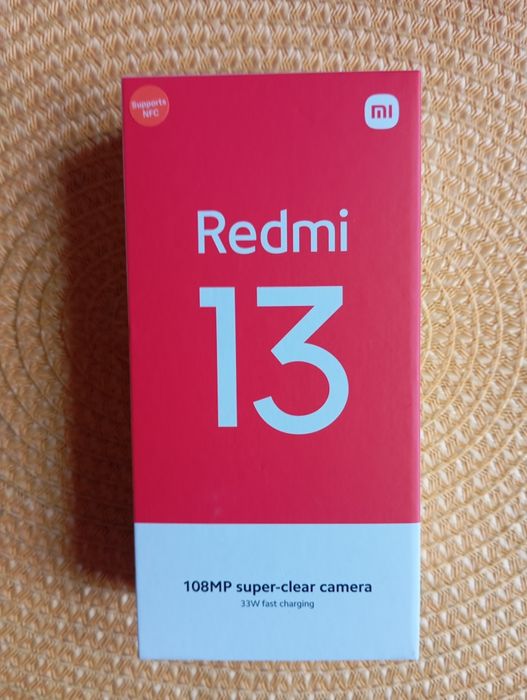 Supports
NFC
mi
Redmi
13
108MP super-clear camera
33W fast charging